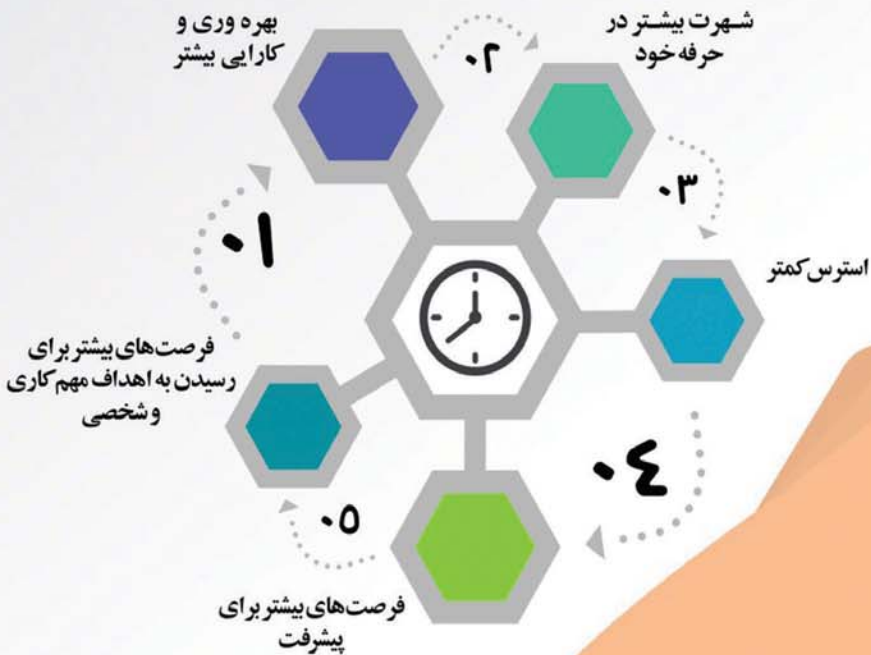 بهره وری و
کارایی بیشتر
۰۲
شهرت بیشتر در
حرفه خود
۰۳
استرس کمتر
۰۱
فرصت‌های بیشتر برای
رسیدن به اهداف مهم کاری
و شخصی
۰٤
۰۵
فرصت‌های بیشتر برای
پیشرفت